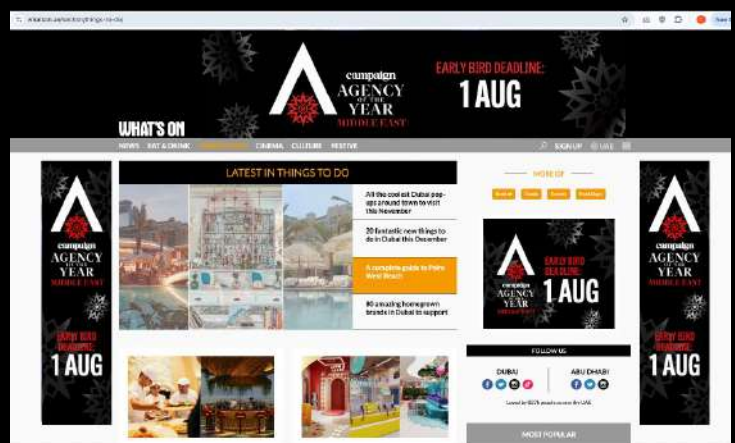 campaign
AGENCY
OF THE
YEAR
MIDDLE EAST
EARLY BIRD DEADLINE:
1 AUG
WHAT'S ON
NEWS EAT & DRINK THINGS TO DO CINEMA CULTURE FESTIVE
SIGN UP UAE
campaign
AGENCY
OF THE
YEAR
MIDDLE EAST
EARLY BIRD
DEADLINE:
1 AUG
LATEST IN THINGS TO DO
All the coolest Dubai pop-
ups around town to visit
this November
20 fantastic new things to
do in Dubai this December
A complete guide to Palm
West Beach
80 amazing homegrown
brands in Dubai to support
MORE OF
campaign
AGENCY
OF THE
YEAR
MIDDLE EAST
EARLY BIRD
DEADLINE:
1 AUG
FOLLOW US
DUBAI
ABU DHABI
MOST POPULAR
campaign
AGENCY
OF THE
YEAR
MIDDLE EAST
EARLY BIRD
DEADLINE:
1 AUG